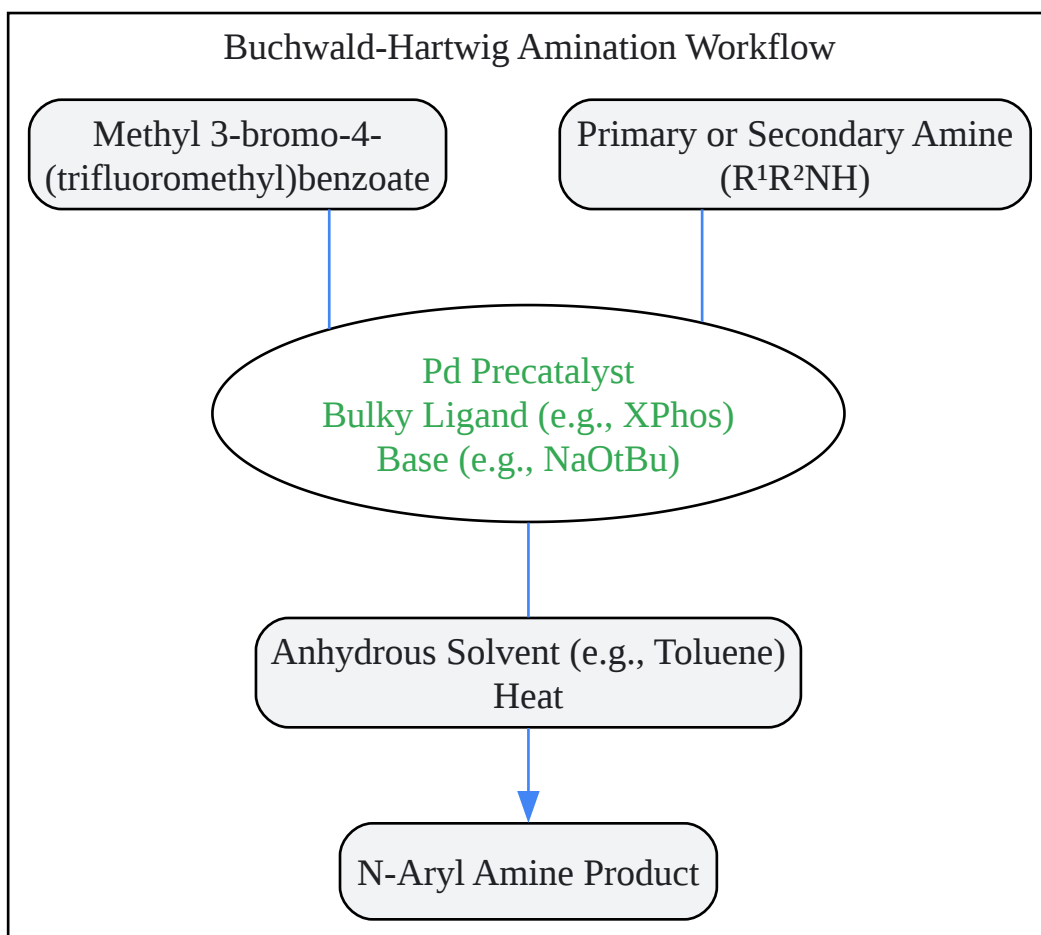 Buchwald-Hartwig Amination Workflow
Methyl 3-bromo-4-
(trifluoromethyl)benzoate
Primary or Secondary Amine
(R¹R²NH)
Pd Precatalyst
Bulky Ligand (e.g., XPhos)
Base (e.g., NaOtBu)
Anhydrous Solvent (e.g., Toluene)
Heat
N-Aryl Amine Product